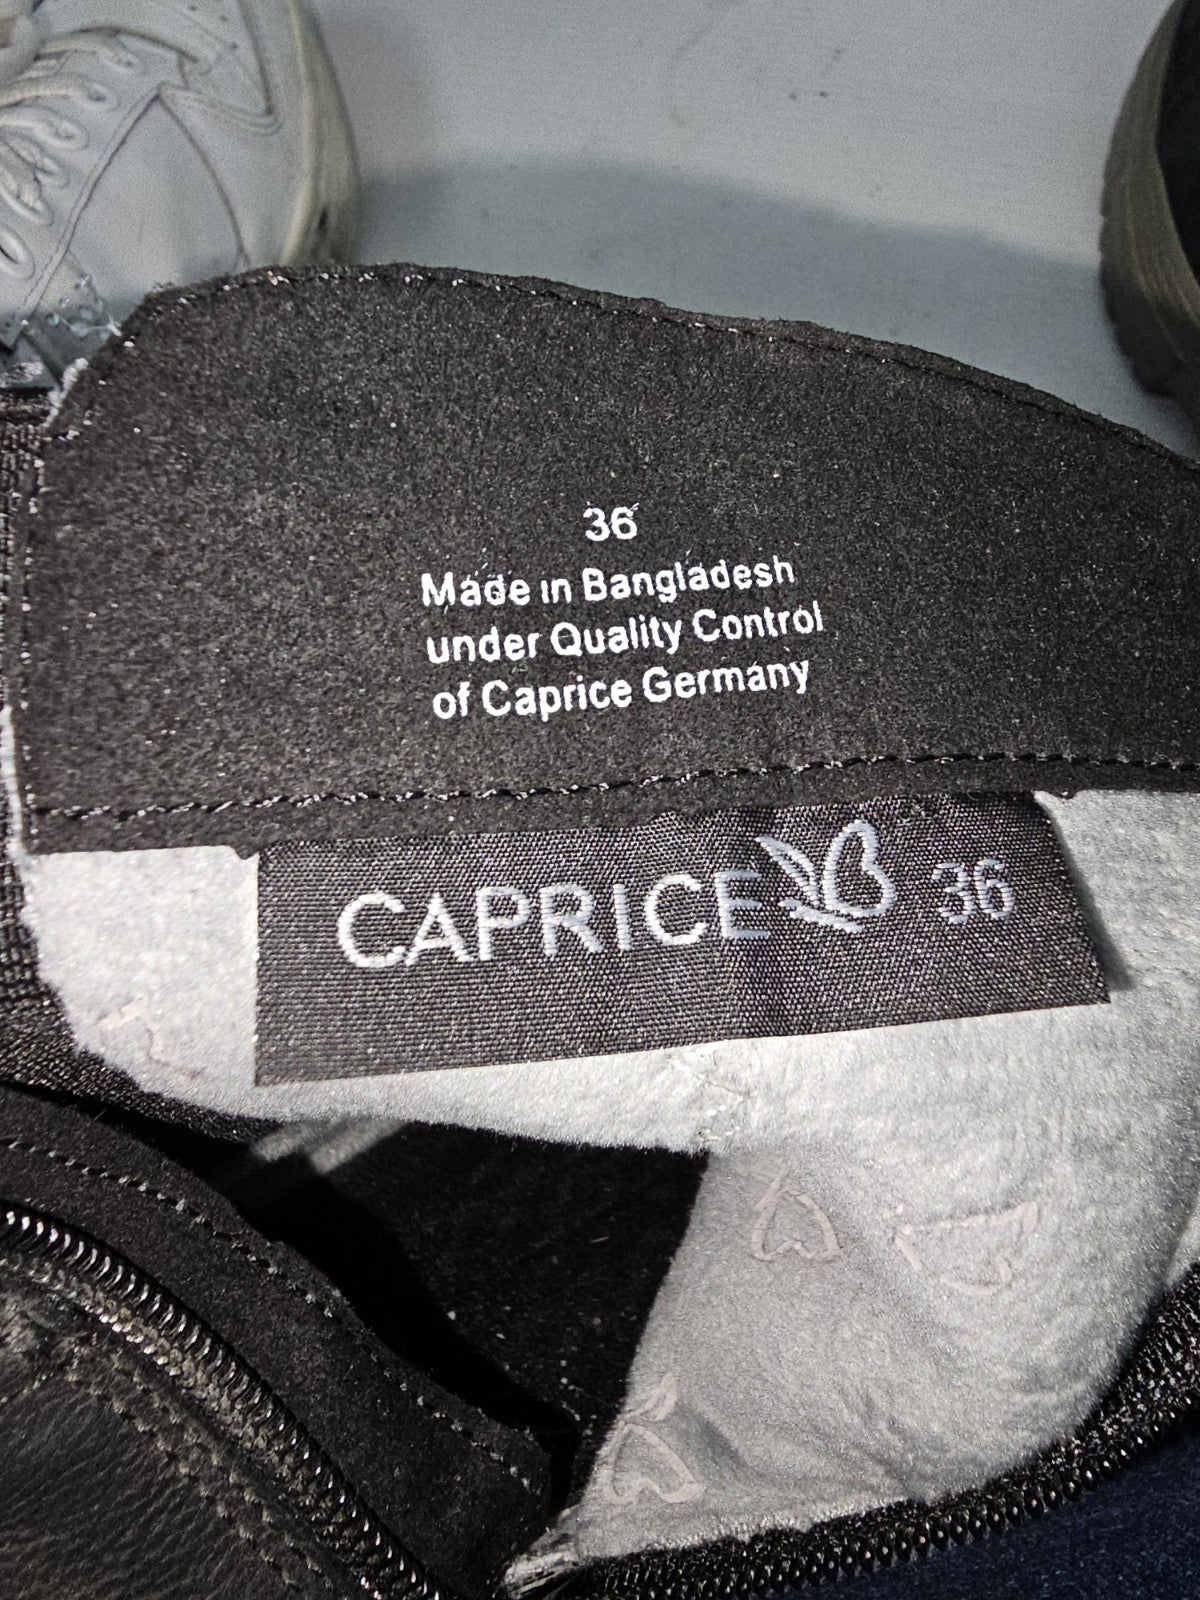 36
Made in Bangladesh
under Quality Control
of Caprice Germany
CAPRICE 36